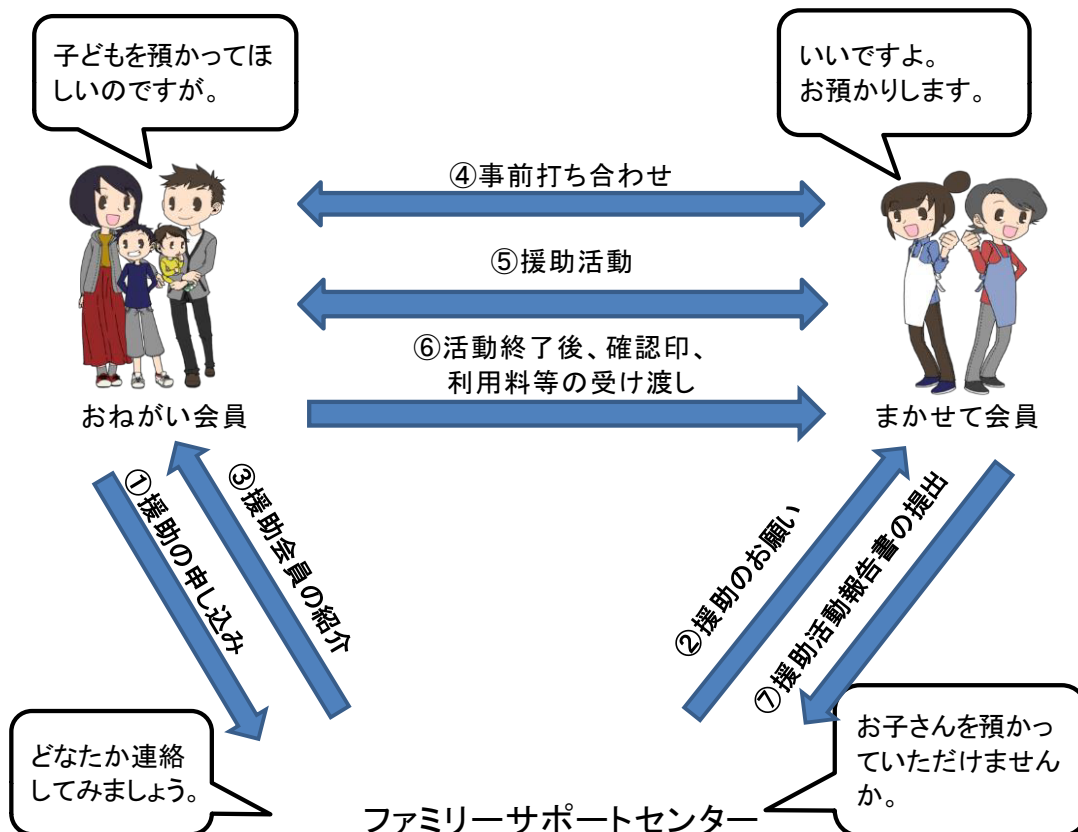 子どもを預かってほ
しいのですが。
いいですよ。
お預かりします。
④事前打ち合わせ
⑤援助活動
⑥活動終了後、確認印、
利用料等の受け渡し
おねがい会員
まかせて会員
①援助の申し込み
③援助会員の紹介
②援助のお願い
⑦援助活動報告書の提出
どなたか連絡
してみましょう。
お子さんを預かっ
ていただけません
か。
ファミリーサポートセンター